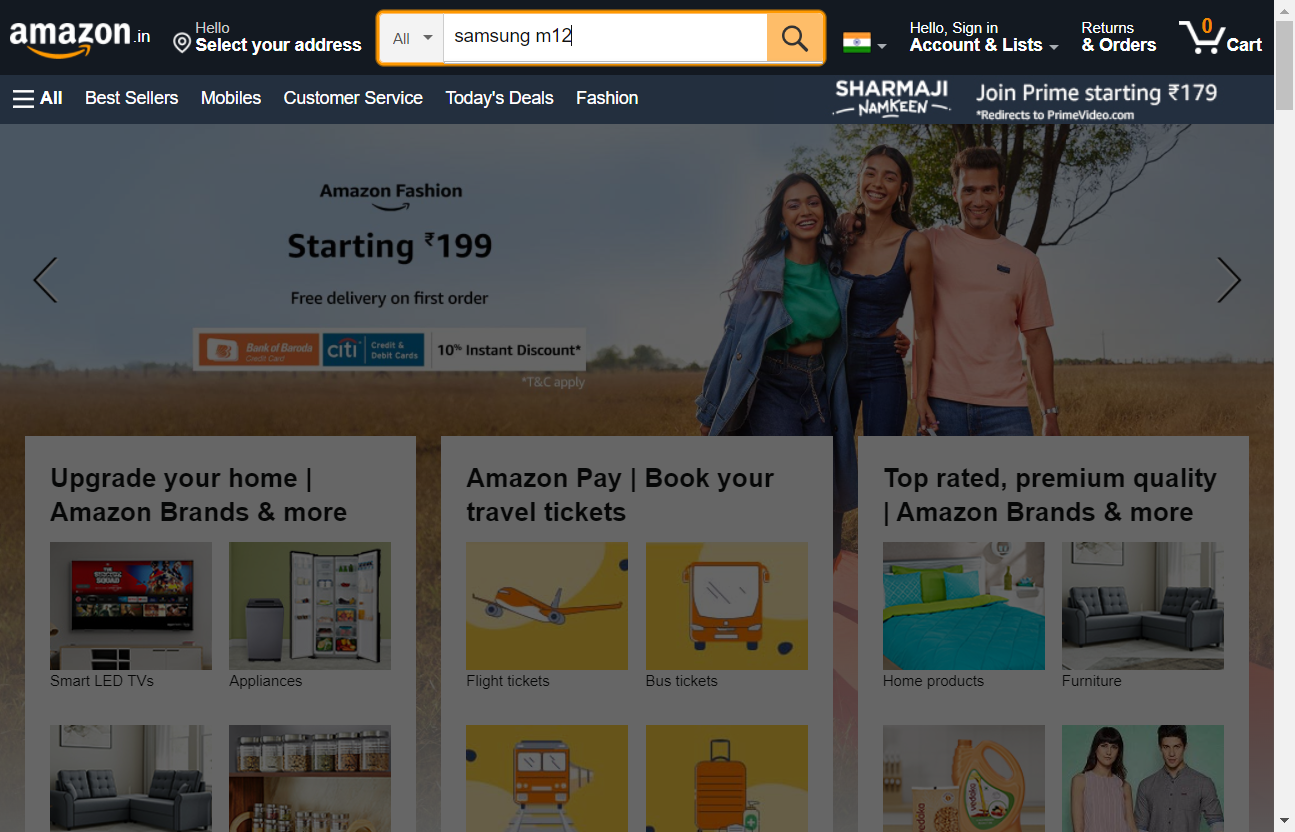 amazon.in
Hello
Select your address
All
samsung m12
Hello, Sign in
Account & Lists
Returns
& Orders
0
Cart
All
Best Sellers
Mobiles
Customer Service
Today's Deals
Fashion
SHARMAJI
NAMKEEN
Join Prime starting ₹179
*Redirects to PrimeVideo.com
Amazon Fashion
Starting ₹199
Free delivery on first order
Bank of Baroda
Credit Card
citi
Credit &
Debit Cards
10% Instant Discount*
*T&C apply
Upgrade your home |
Amazon Brands & more
Amazon Pay | Book your
travel tickets
Top rated, premium quality
| Amazon Brands & more
Smart LED TVs
Appliances
Flight tickets
Bus tickets
Home products
Furniture
vedaka
vedaka